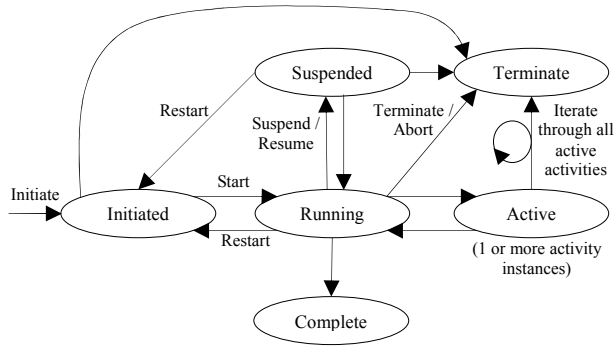 Suspended
Terminate
Restart
Suspend /
Resume
Terminate /
Abort
Iterate
through all
active
activities
Initiate
Start
Initiated
Running
Active
Restart
(1 or more activity
instances)
Complete